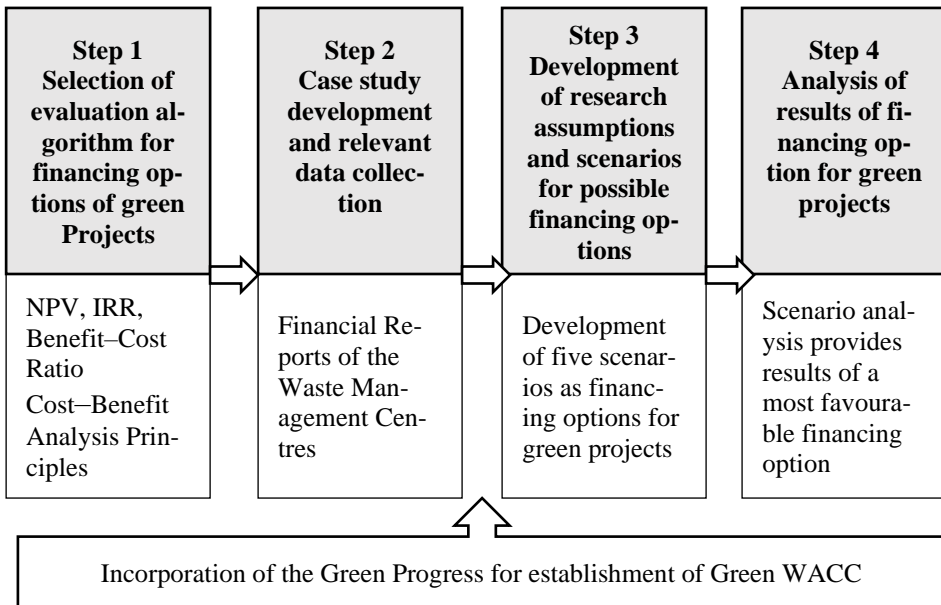 Step 1
Selection of
evaluation al-
gorithm for
financing op-
tions of green
Projects
NPV, IRR,
Benefit–Cost
Ratio
Cost–Benefit
Analysis Prin-
ciples
Step 2
Case study
development
and relevant
data collec-
tion
Financial Re-
ports of the
Waste Man-
agement Cen-
tres
Step 3
Development
of research
assumptions
and scenarios
for possible
financing op-
tions
Development
of five scenar-
ios as financ-
ing options for
green projects
Step 4
Analysis of
results of fi-
nancing op-
tion for green
projects
Scenario anal-
ysis provides
results of a
most favoura-
ble financing
option
Incorporation of the Green Progress for establishment of Green WACC